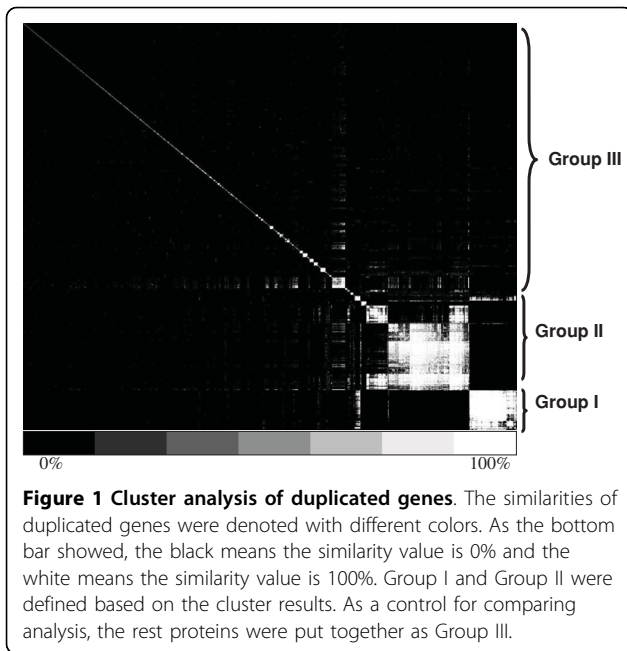 Group III
Group II
Group I
0% 100%
Figure 1 Cluster analysis of duplicated genes. The similarities of
duplicated genes were denoted with different colors. As the bottom
bar showed, the black means the similarity value is 0% and the
white means the similarity value is 100%. Group I and Group II were
defined based on the cluster results. As a control for comparing
analysis, the rest proteins were put together as Group III.